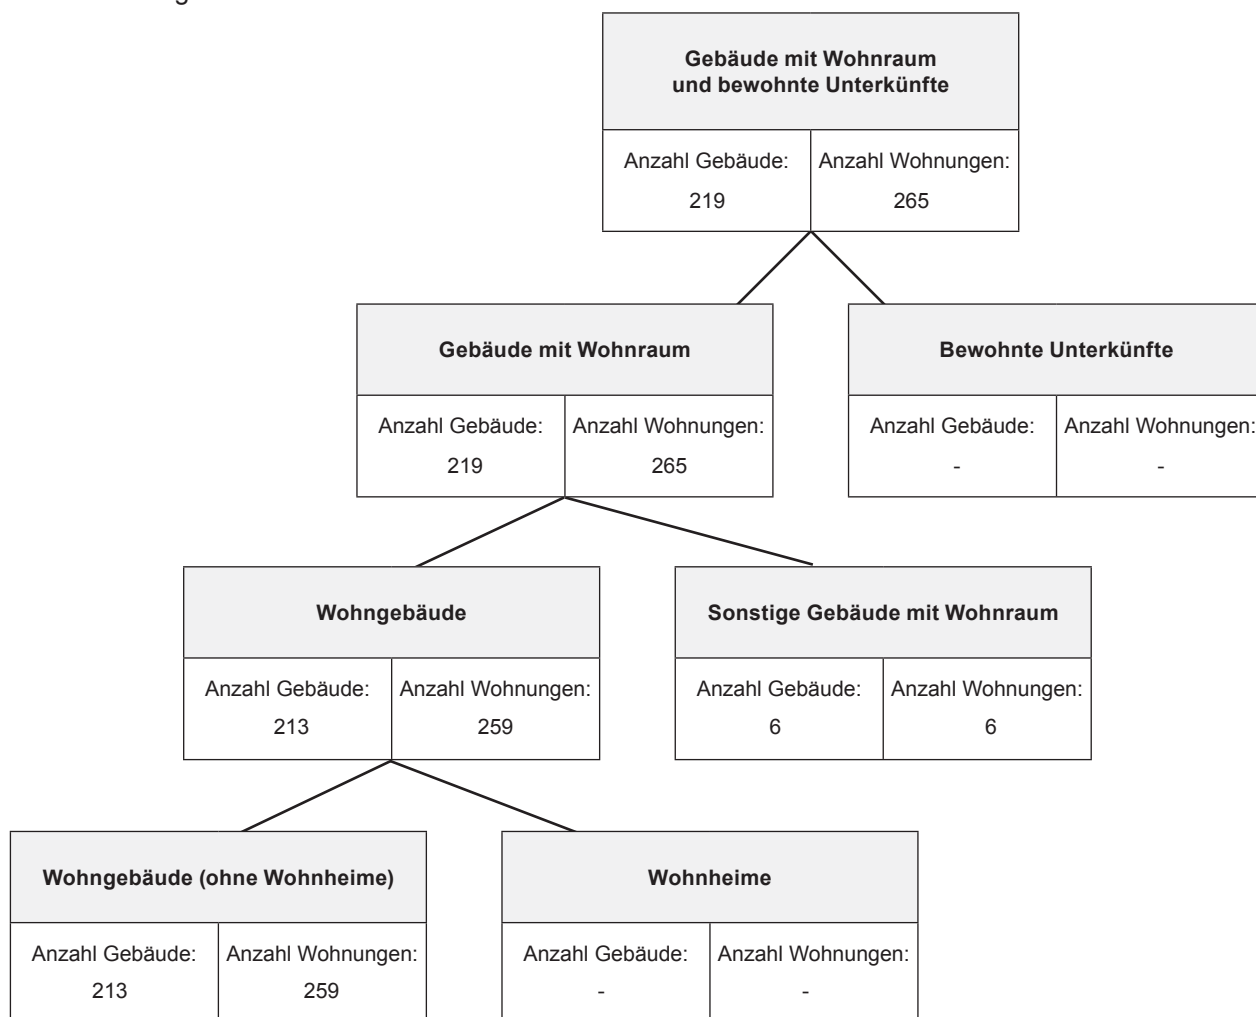 Gebäude mit Wohnraum
und bewohnte Unterkünfte
Anzahl Gebäude: Anzahl Wohnungen:
219 265
Gebäude mit Wohnraum
Bewohnte Unterkünfte
Anzahl Gebäude: Anzahl Wohnungen:
219 265
Anzahl Gebäude: Anzahl Wohnungen:
- -
Wohngebäude
Sonstige Gebäude mit Wohnraum
Anzahl Gebäude: Anzahl Wohnungen:
213 259
Anzahl Gebäude: Anzahl Wohnungen:
6 6
Wohngebäude (ohne Wohnheime)
Wohnheime
Anzahl Gebäude: Anzahl Wohnungen:
213 259
Anzahl Gebäude: Anzahl Wohnungen:
- -